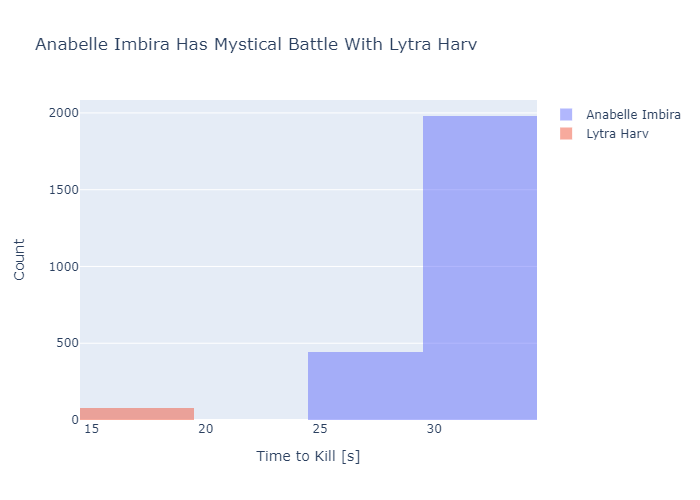 Anabelle Imbira Has Mystical Battle With Lytra Harv
Anabelle Imbira
Lytra Harv
2000
1500
1000
500
0
Count
15 20 25 30
Time to Kill [s]